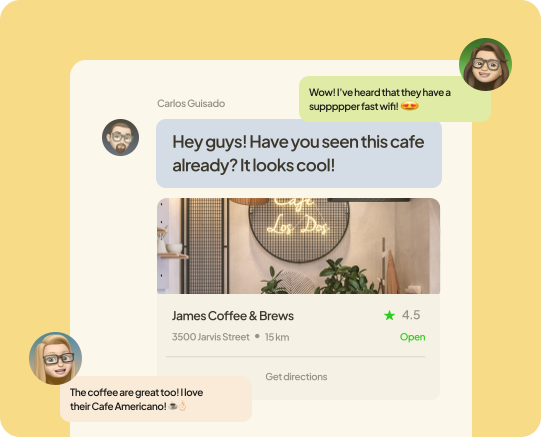 Wow! I've heard that they have a
suppppper fast wifi! 😍
Carlos Guisado
Hey guys! Have you seen this cafe
already? It looks cool!
Cafe
Los Dos
James Coffee & Brews
★ 4.5
3500 Jarvis Street • 15 km
Open
Get directions
The coffee are great too! I love
their Cafe Americano! ☕👌🏻